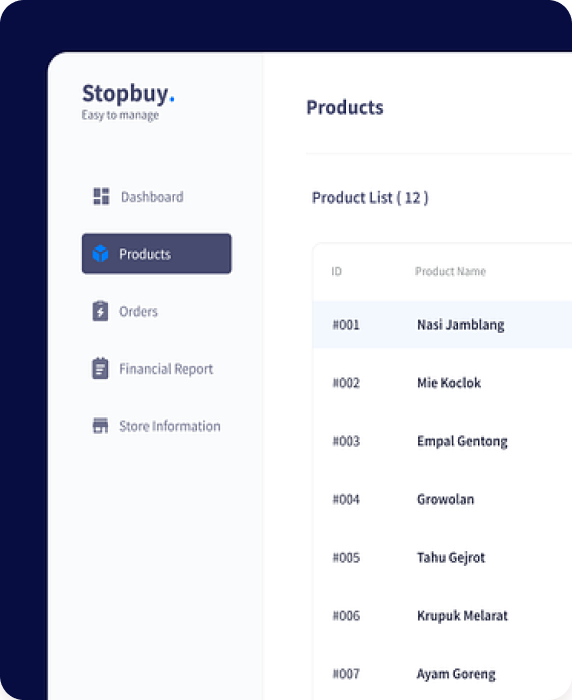 Stopbuy.
Easy to manage
Dashboard
Products
Orders
Financial Report
Store Information
Products
Product List ( 12 )
ID Product Name
#001 Nasi Jamblang
#002 Mie Koclok
#003 Empal Gentong
#004 Growolan
#005 Tahu Gejrot
#006 Krupuk Melarat
#007 Ayam Goreng